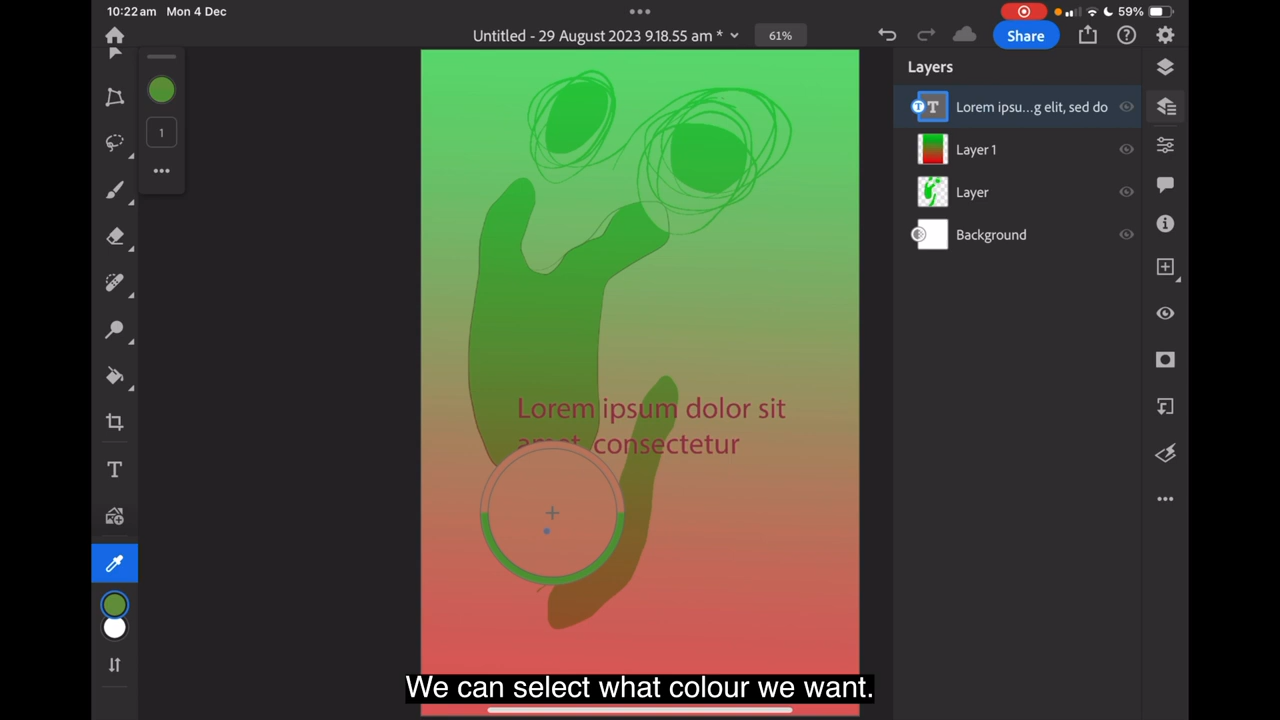 10:22 am Mon 4 Dec
59%
Untitled - 29 August 2023 9.18.55 am *
61%
Share
Layers
T Lorem ipsu...g elit, sed do
1
Layer 1
Layer
Background
Lorem ipsum dolor sit
amet, consectetur
T
We can select what colour we want.